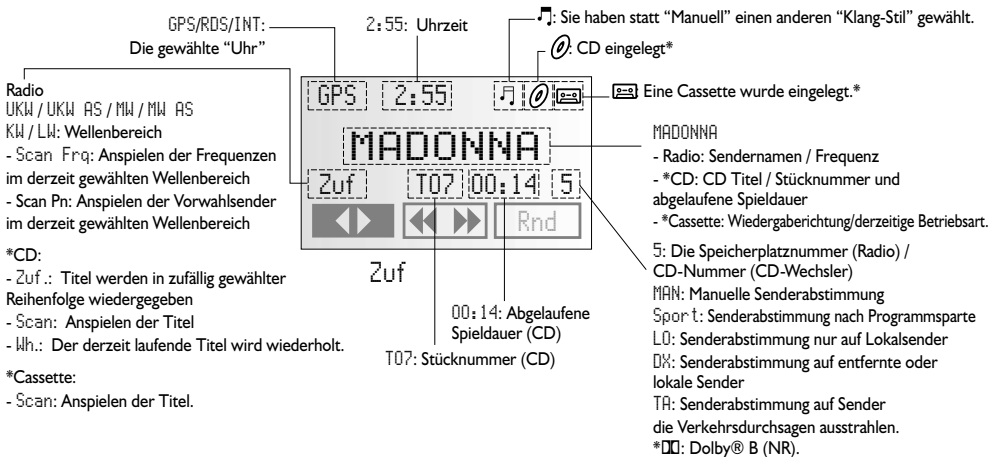 GPS/RDS/INT:
Die gewählte “Uhr”
2:55: Uhrzeit
♫: Sie haben statt “Manuell” einen anderen “Klang-Stil” gewählt.
: CD eingelegt*
: Eine Cassette wurde eingelegt.*
Radio
UKW / UKW AS / MW / MW AS
KW / LW: Wellenbereich
- Scan Frq: Anspielen der Frequenzen
im derzeit gewählten Wellenbereich
- Scan Pn: Anspielen der Vorwahlsender
im derzeit gewählten Wellenbereich
*CD:
- Zuf.: Titel werden in zufällig gewählter
Reihenfolge wiedergegeben
- Scan: Anspielen der Titel
- Wh.: Der derzeit laufende Titel wird wiederholt.
*Cassette:
- Scan: Anspielen der Titel.
GPS 2:55
MADONNA
Zuf T07 00:14 5
Rnd
Zuf
00:14: Abgelaufene
Spieldauer (CD)
T07: Stücknummer (CD)
MADONNA
- Radio: Sendernamen / Frequenz
- *CD: CD Titel / Stücknummer und
abgelaufene Spieldauer
- *Cassette: Wiedergaberichtung/derzeitige Betriebsart.
5: Die Speicherplatznummer (Radio) /
CD-Nummer (CD-Wechsler)
MAN: Manuelle Senderabstimmung
Sport: Senderabstimmung nach Programmsparte
LO: Senderabstimmung nur auf Lokalsender
DX: Senderabstimmung auf entfernte oder
lokale Sender
TA: Senderabstimmung auf Sender
die Verkehrsdurchsagen ausstrahlen.
*: Dolby® B (NR).